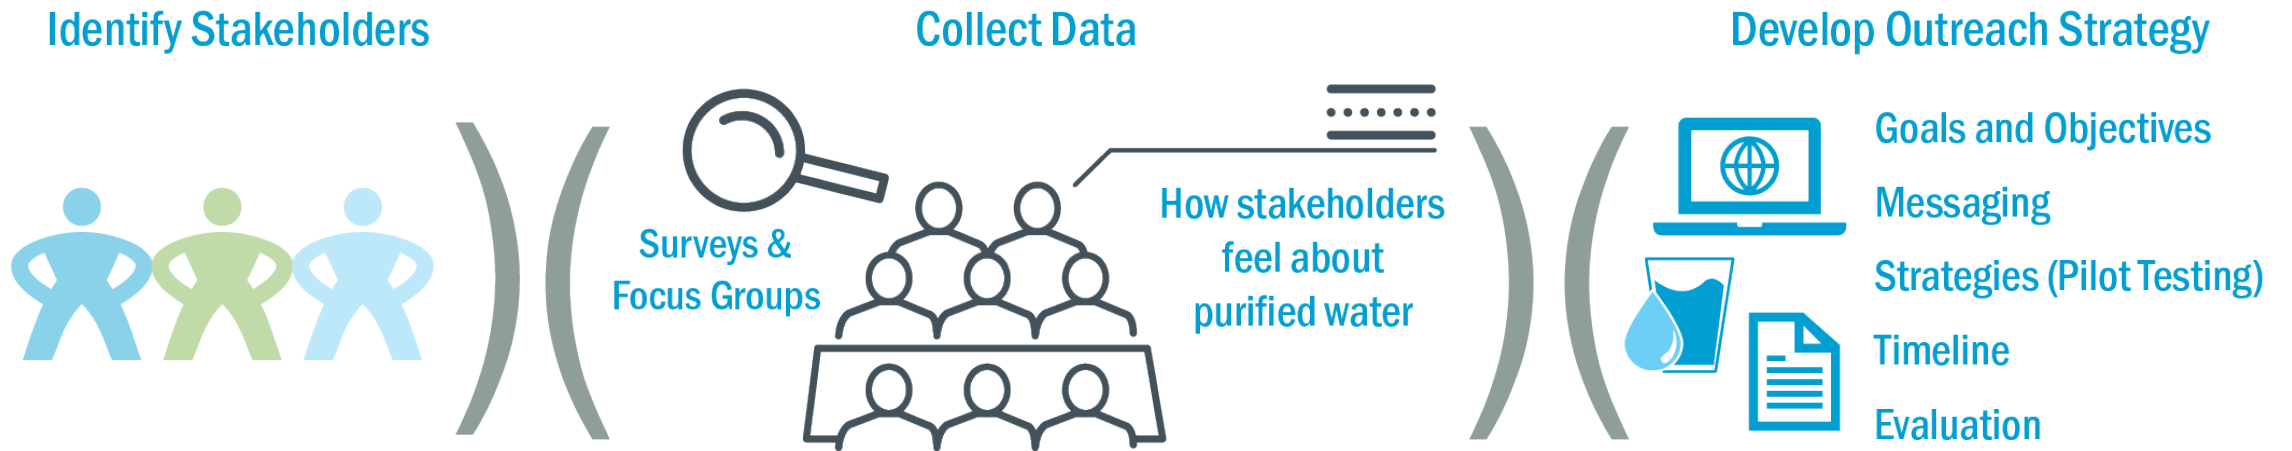 Identify Stakeholders
Collect Data
Surveys &
Focus Groups
How stakeholders
feel about
purified water
Develop Outreach Strategy
Goals and Objectives
Messaging
Strategies (Pilot Testing)
Timeline
Evaluation